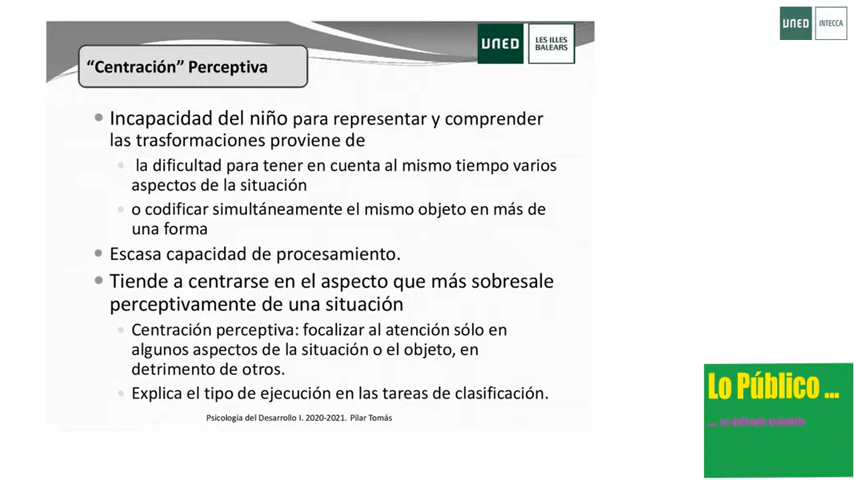 UNED
INTECCA
UNED
LES ILLES
BALEARS
“Centración” Perceptiva
Incapacidad del niño para representar y comprender
las trasformaciones proviene de
la dificultad para tener en cuenta al mismo tiempo varios
aspectos de la situación
o codificar simultáneamente el mismo objeto en más de
una forma
Escasa capacidad de procesamiento.
Tiende a centrarse en el aspecto que más sobresale
perceptivamente de una situación
Centración perceptiva: focalizar al atención sólo en
algunos aspectos de la situación o el objeto, en
detrimento de otros.
Explica el tipo de ejecución en las tareas de clasificación.
Psicología del Desarrollo I. 2020-2021. Pilar Tomás
Lo Público ...